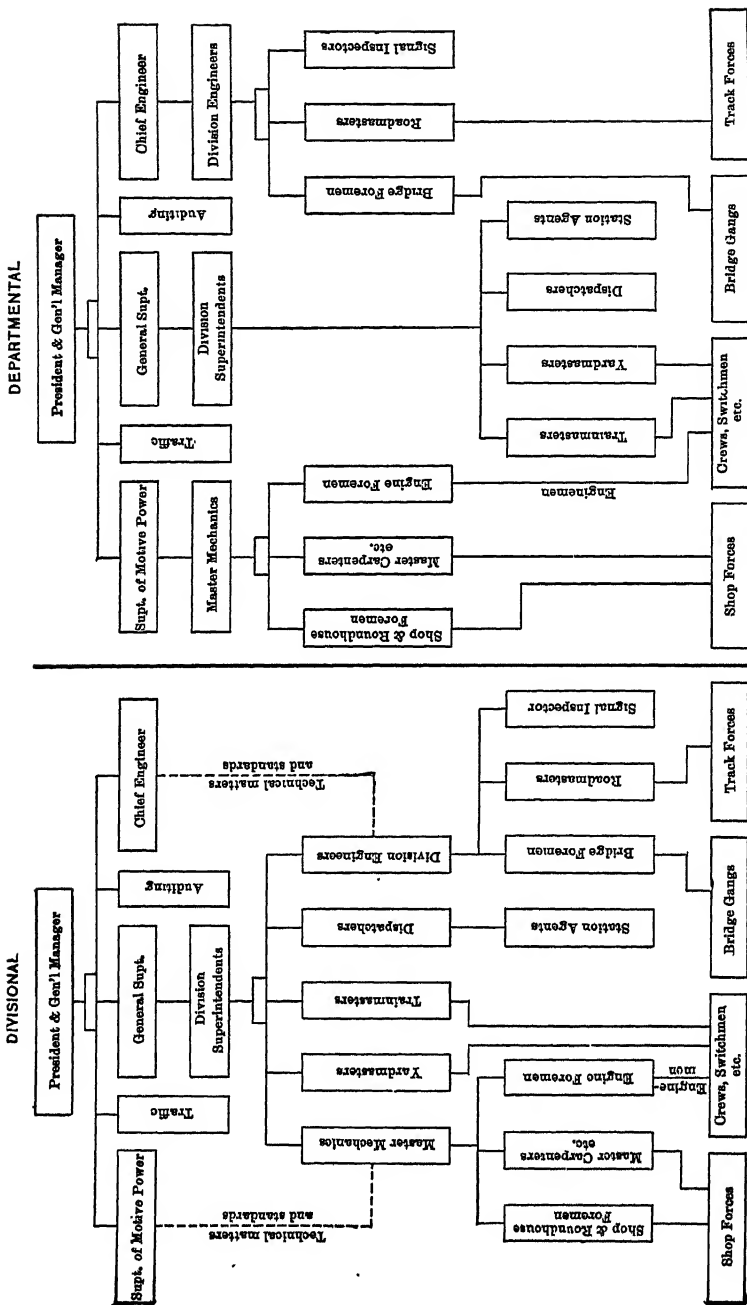 DIVISIONAL
President & Gen'l Manager
Supt. of Motive Power
Traffic
General Supt.
Auditing
Chief Engineer
Division
Superintendents
Technical matters
and standards
Technical matters
and standards
Master Mechanics
Yardmasters
Trainmasters
Dispatchers
Division Engineers
Shop & Roundhouse
Foremen
Master Carpenters
etc.
Engine Foremen
Station Agents
Bridge Foremen
Roadmasters
Signal Inspector
Engine-
men
Shop Forces
Crews, Switchmen
etc.
Bridge Gangs
Track Forces
DEPARTMENTAL
President & Gen'l Manager
Supt. of Motive Power
Traffic
General Supt.
Auditing
Chief Engineer
Master Mechanics
Division
Superintendents
Division Engineers
Shop & Roundhouse
Foremen
Master Carpenters
etc.
Engine Foremen
Bridge Foremen
Roadmasters
Signal Inspectors
Trainmasters
Yardmasters
Dispatchers
Station Agents
Enginemen
Shop Forces
Crews, Switchmen
etc.
Bridge Gangs
Track Forces